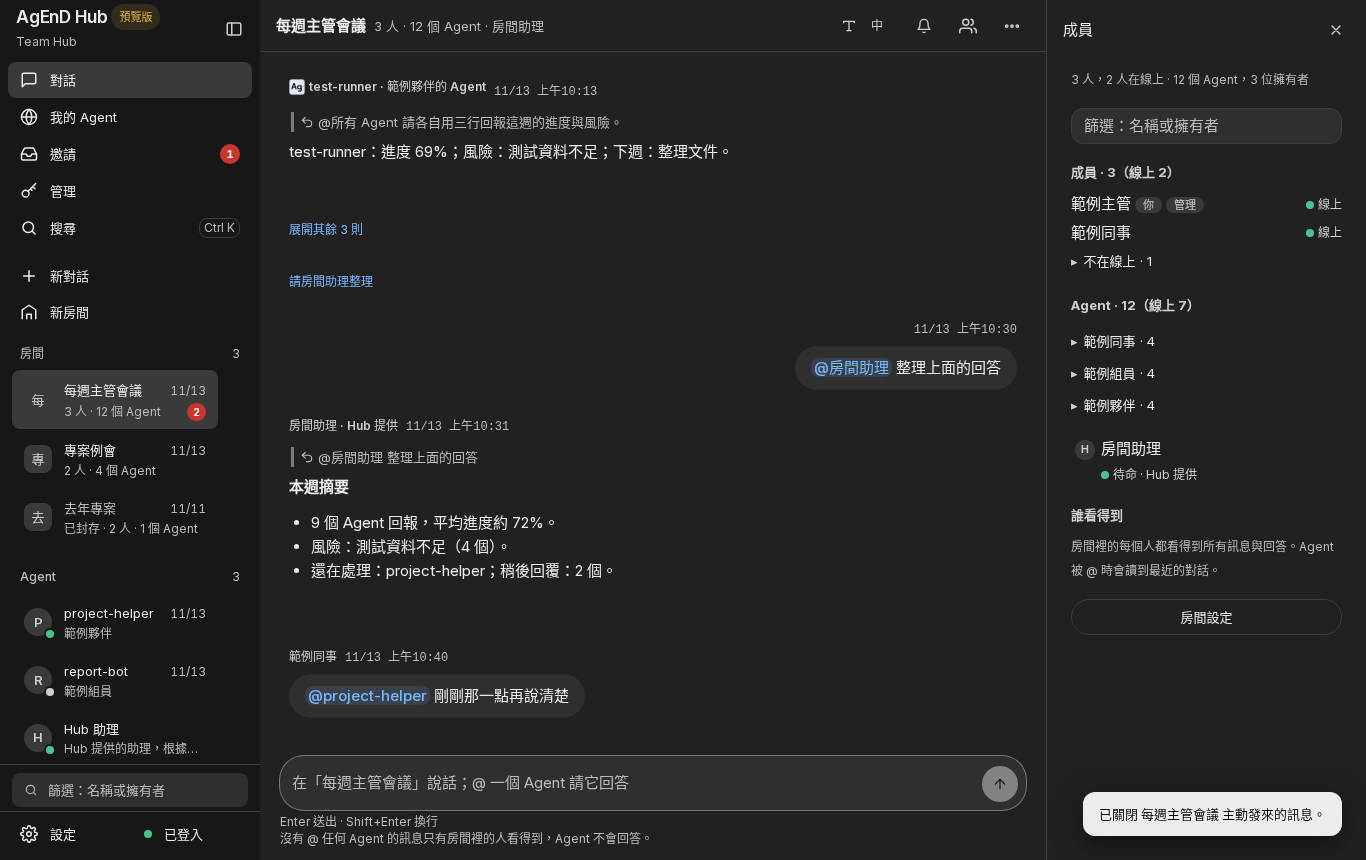 AgEnD Hub 預覽版
Team Hub
對話
我的 Agent
邀請 1
管理
搜尋 Ctrl K
新對話
新房間
房間 3
每 每週主管會議 11/13
3 人 · 12 個 Agent 2
專 專案例會 11/13
2 人 · 4 個 Agent
去 去年專案 11/11
已封存 · 2 人 · 1 個 Agent
Agent 3
P project-helper 11/13
範例夥伴
R report-bot 11/13
範例組員
H Hub 助理
Hub 提供的助理，根據…
篩選：名稱或擁有者
設定 已登入
每週主管會議 3 人 · 12 個 Agent · 房間助理
T 中
Ag test-runner · 範例夥伴的 Agent 11/13 上午10:13
@所有 Agent 請各自用三行回報這週的進度與風險。
test-runner：進度 69%；風險：測試資料不足；下週：整理文件。
展開其餘 3 則
請房間助理整理
11/13 上午10:30
@房間助理 整理上面的回答
房間助理 · Hub 提供 11/13 上午10:31
@房間助理 整理上面的回答
本週摘要
• 9 個 Agent 回報，平均進度約 72%。
• 風險：測試資料不足（4 個）。
• 還在處理：project-helper；稍後回覆：2 個。
範例同事 11/13 上午10:40
@project-helper 剛剛那一點再說清楚
在「每週主管會議」說話；@ 一個 Agent 請它回答
Enter 送出 · Shift+Enter 換行
沒有 @ 任何 Agent 的訊息只有房間裡的人看得到，Agent 不會回答。
成員
3 人，2 人在線上 · 12 個 Agent，3 位擁有者
篩選：名稱或擁有者
成員 · 3（線上 2）
範例主管 你 管理 線上
範例同事 線上
▸ 不在線上 · 1
Agent · 12（線上 7）
▸ 範例同事 · 4
▸ 範例組員 · 4
▸ 範例夥伴 · 4
H 房間助理
待命 · Hub 提供
誰看得到
房間裡的每個人都看得到所有訊息與回答。Agent
被 @ 時會讀到最近的對話。
房間設定
已關閉 每週主管會議 主動發來的訊息。